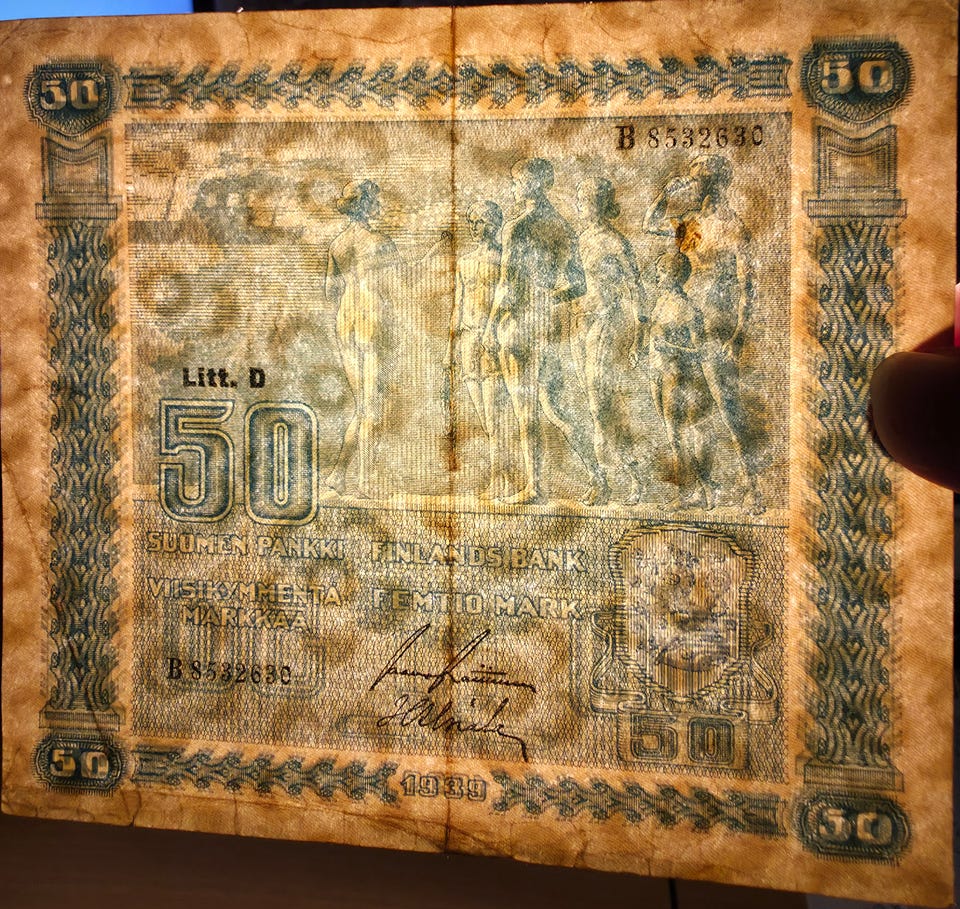 50
50
B 8532630
Litt. D
50
SUOMEN PANKKI FINLANDS BANK
VIISIKYMMENTÄ
MARKKAA
FEMTIO MARK
B 8532630
50
50
1939
50